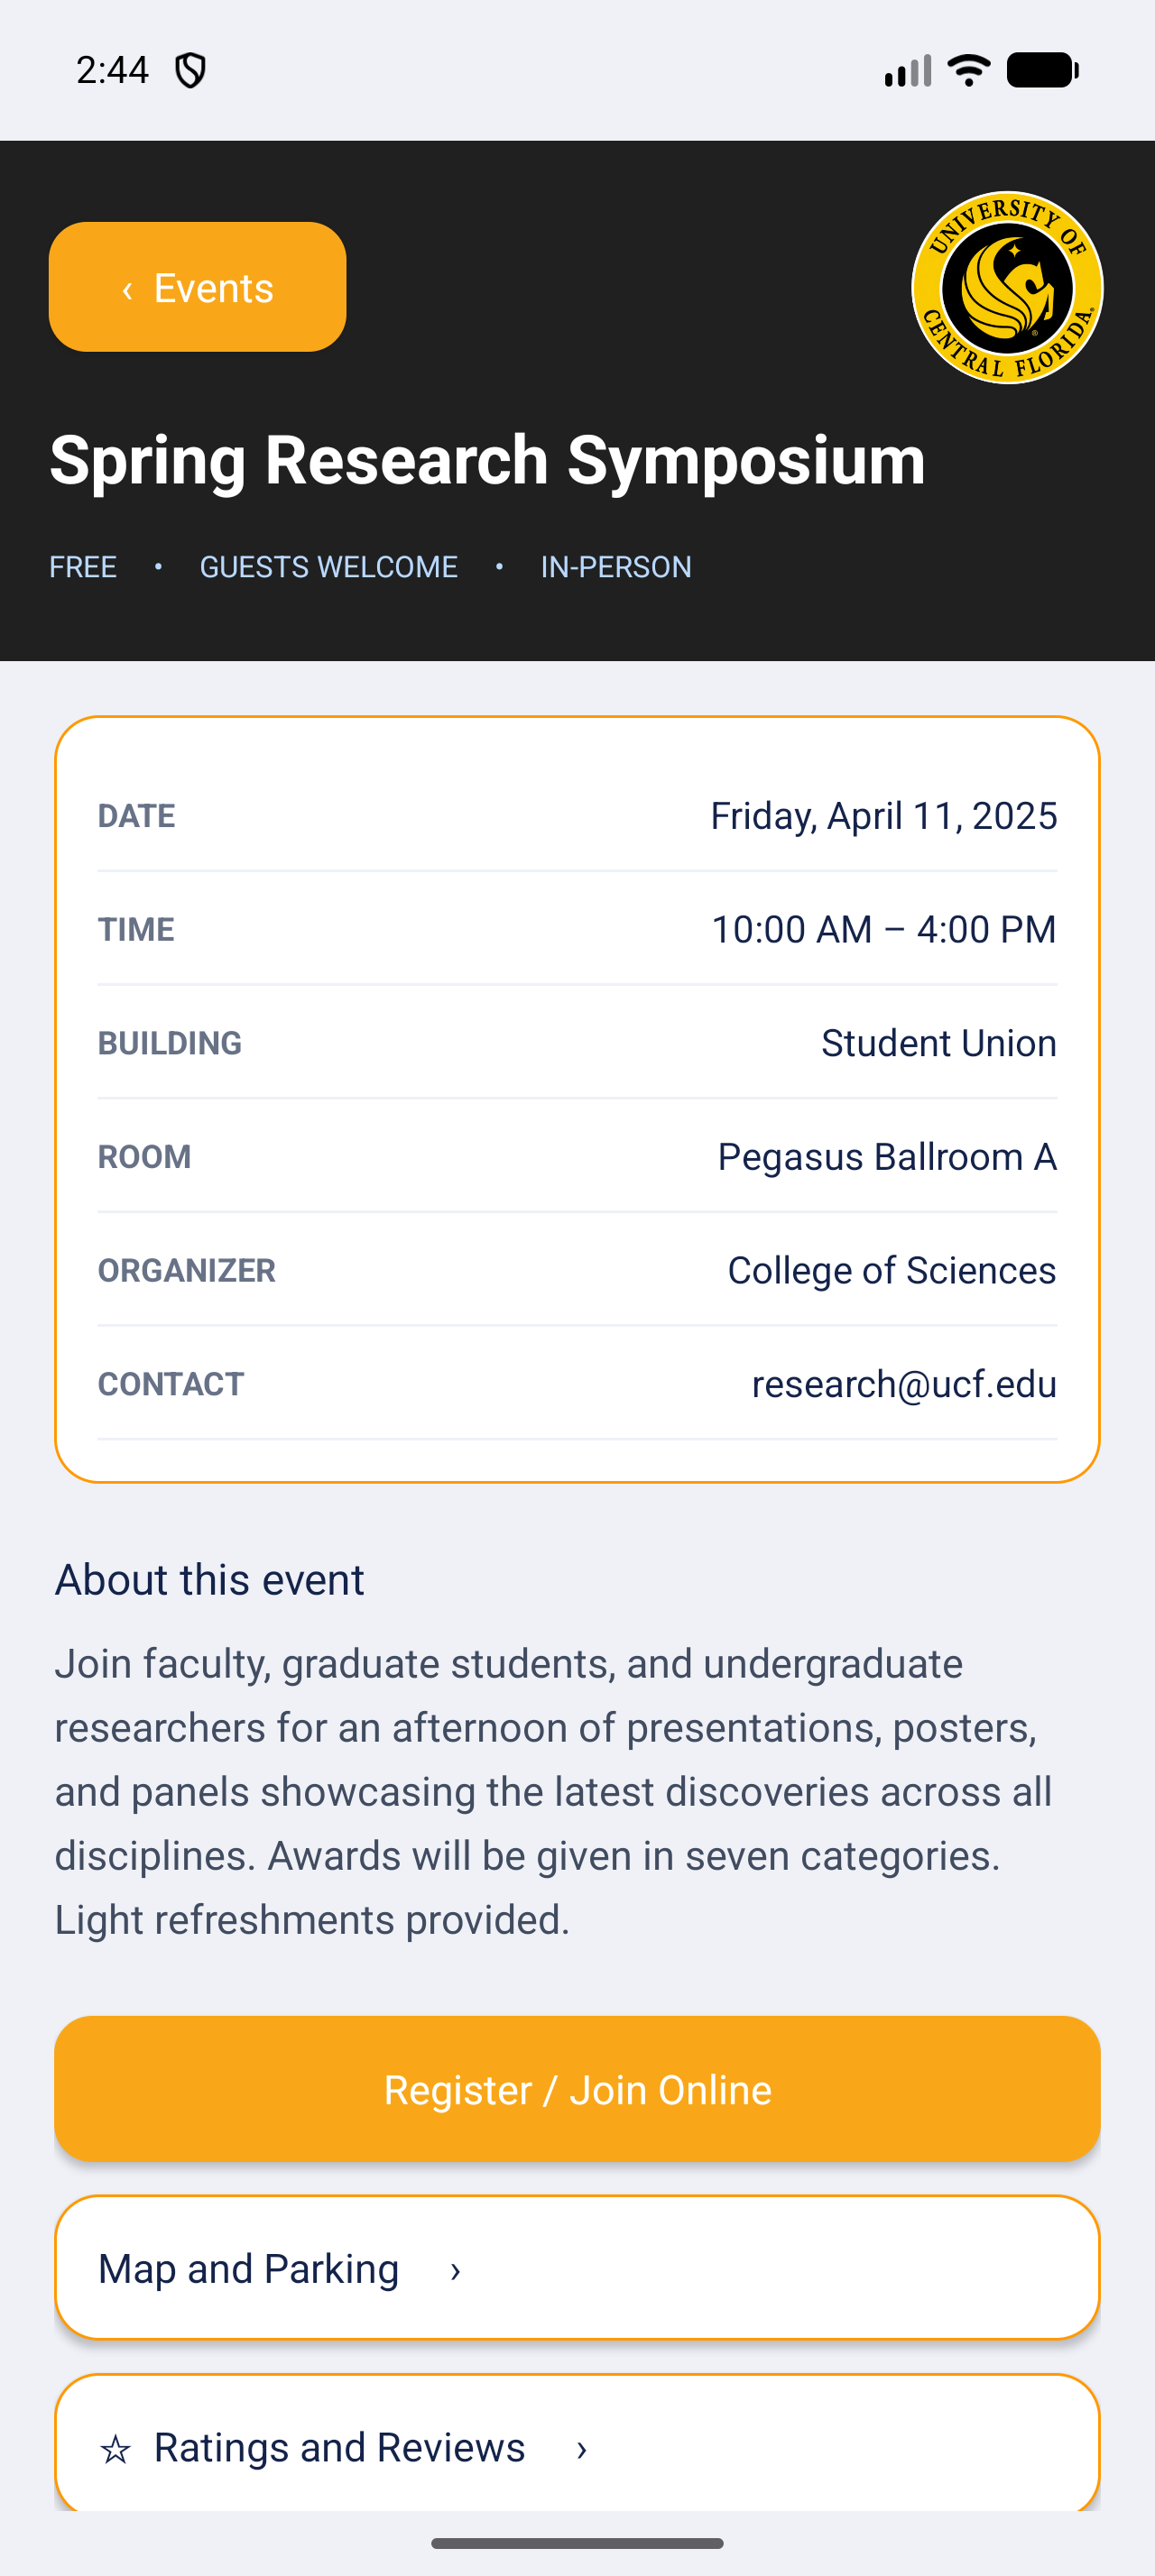 2:44
‹ Events
UNIVERSITY OF CENTRAL FLORIDA
Spring Research Symposium
FREE • GUESTS WELCOME • IN-PERSON
DATE Friday, April 11, 2025
TIME 10:00 AM – 4:00 PM
BUILDING Student Union
ROOM Pegasus Ballroom A
ORGANIZER College of Sciences
CONTACT research@ucf.edu
About this event
Join faculty, graduate students, and undergraduate
researchers for an afternoon of presentations, posters,
and panels showcasing the latest discoveries across all
disciplines. Awards will be given in seven categories.
Light refreshments provided.
Register / Join Online
Map and Parking ›
☆ Ratings and Reviews ›